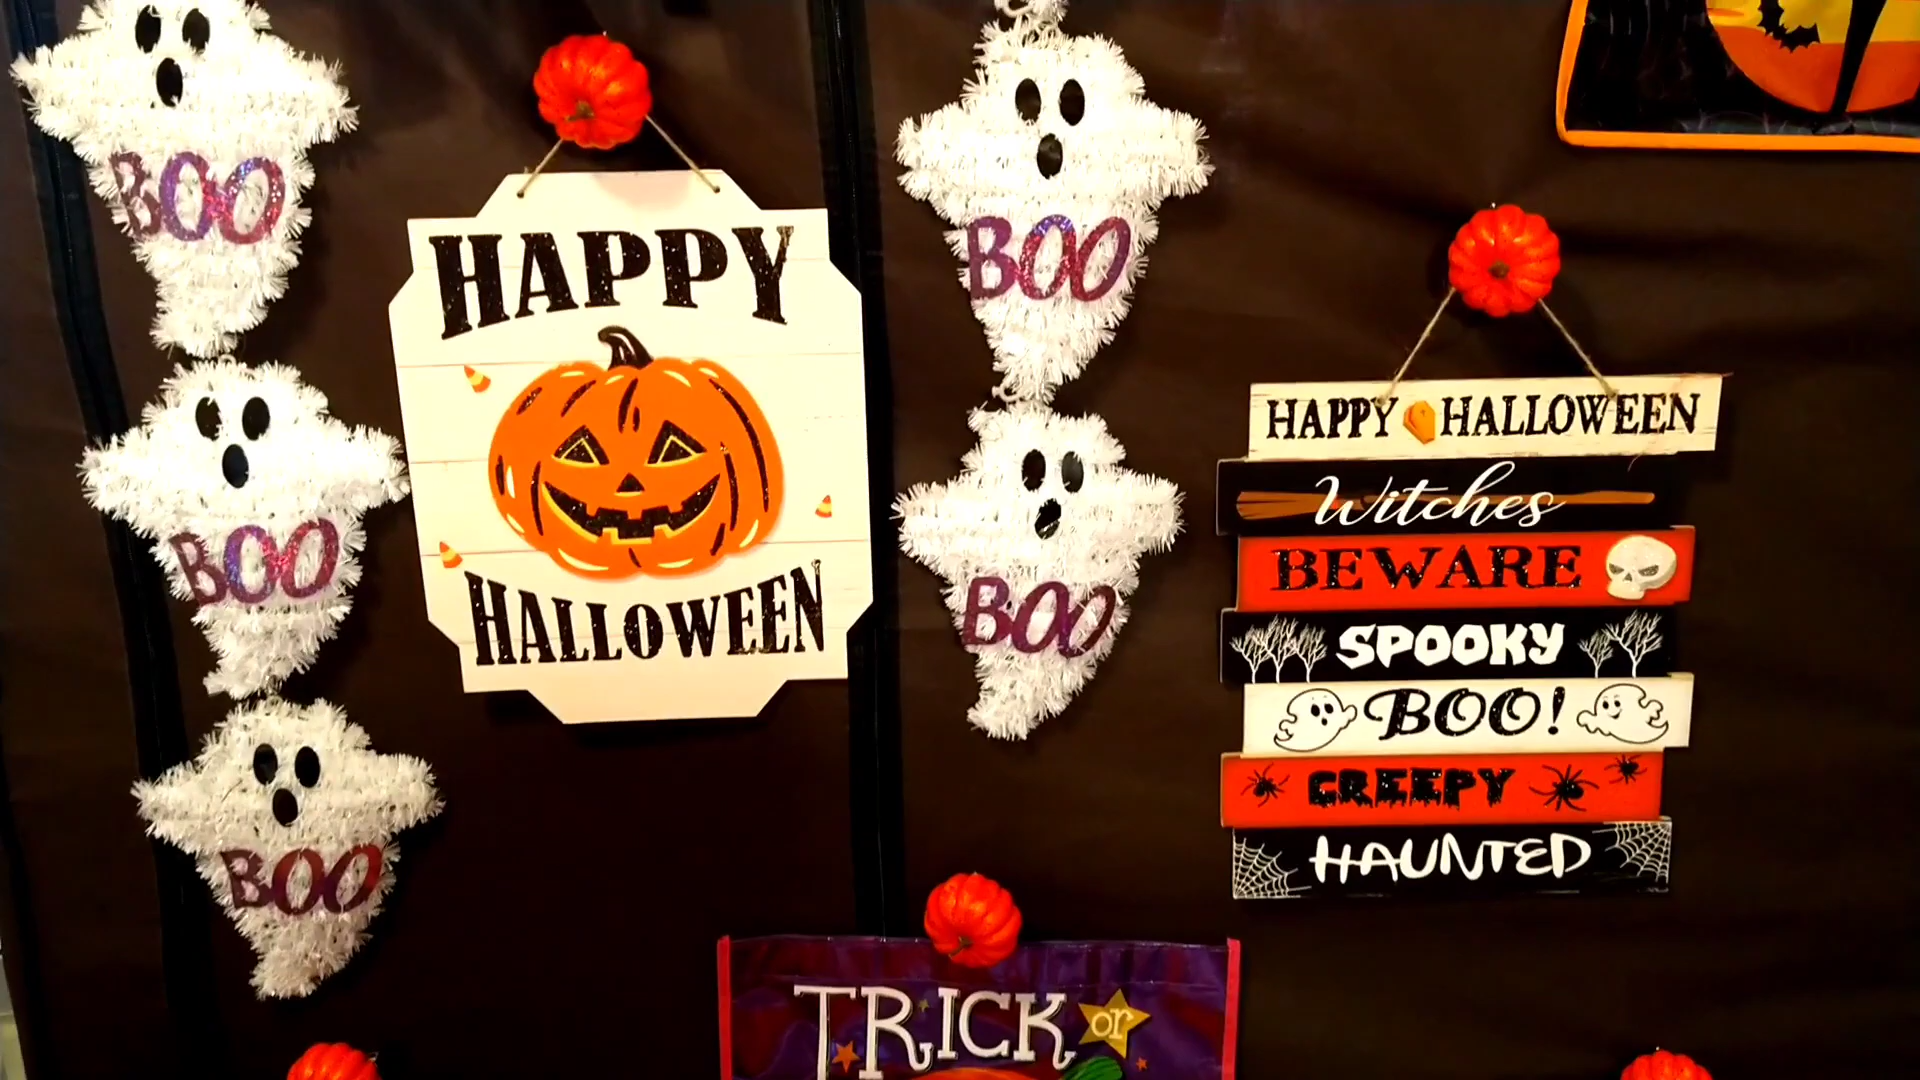 BOO
BOO
BOO
HAPPY
HALLOWEEN
BOO
BOO
HAPPY HALLOWEEN
Witches
BEWARE
SPOOKY
BOO!
CREEPY
HAUNTED
TRICK or